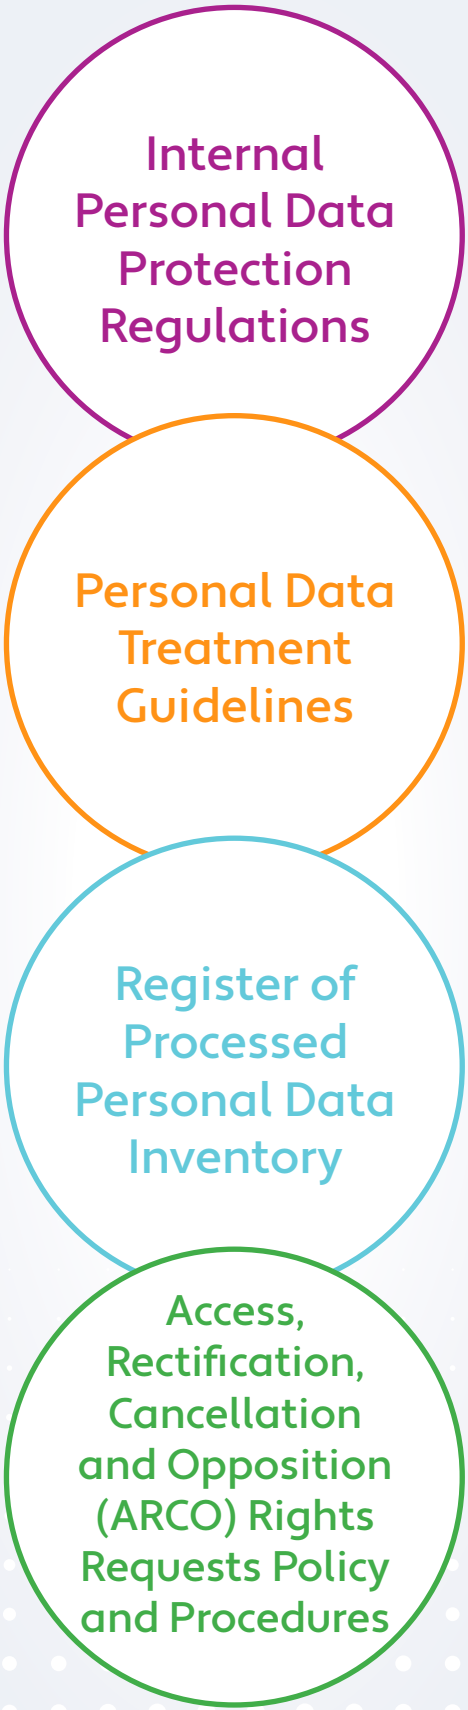 Internal
Personal Data
Protection
Regulations
Personal Data
Treatment
Guidelines
Register of
Processed
Personal Data
Inventory
Access,
Rectification,
Cancellation
and Opposition
(ARCO) Rights
Requests Policy
and Procedures